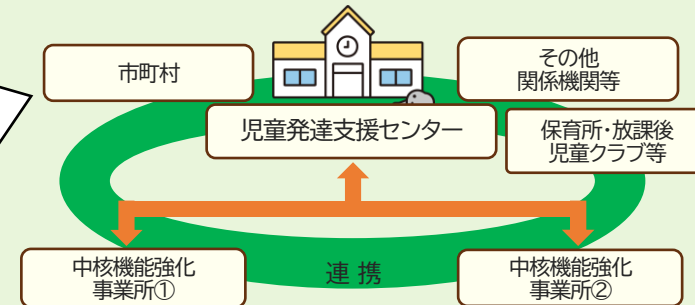 市町村
その他
関係機関等
児童発達支援センター
保育所・放課後
児童クラブ等
中核機能強化
事業所①
連携
中核機能強化
事業所②